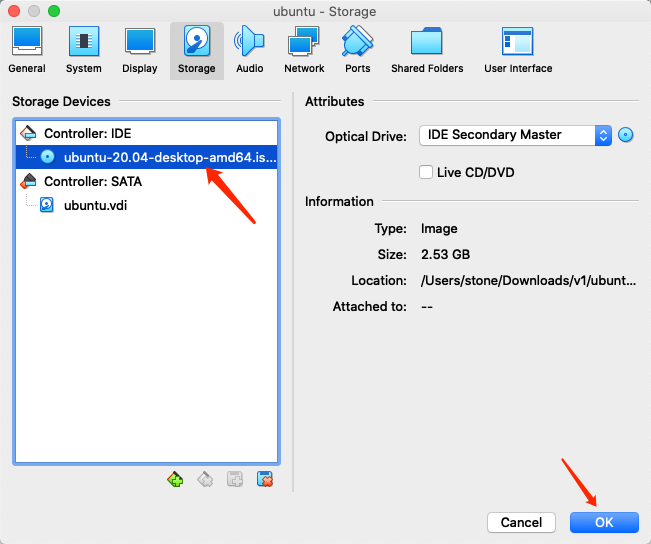 ubuntu - Storage
General System Display Storage Audio Network Ports Shared Folders User Interface
Storage Devices
Controller: IDE
ubuntu-20.04-desktop-amd64.is...
Controller: SATA
ubuntu.vdi
Attributes
Optical Drive: IDE Secondary Master
Live CD/DVD
Information
Type: Image
Size: 2.53 GB
Location: /Users/stone/Downloads/v1/ubunt...
Attached to: --
Cancel OK